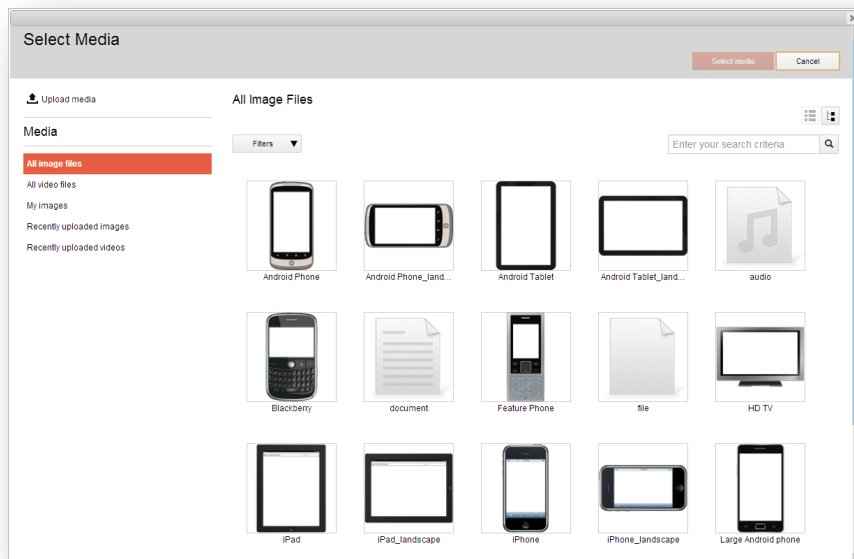 Select Media
Select media
Cancel
Upload media
Media
All image files
All video files
My images
Recently uploaded images
Recently uploaded videos
All Image Files
Filters
Enter your search criteria
Android Phone
Android Phone_land...
Android Tablet
Android Tablet_land...
audio
Blackberry
document
Feature Phone
file
HD TV
iPad
iPad_landscape
iPhone
iPhone_landscape
Large Android phone